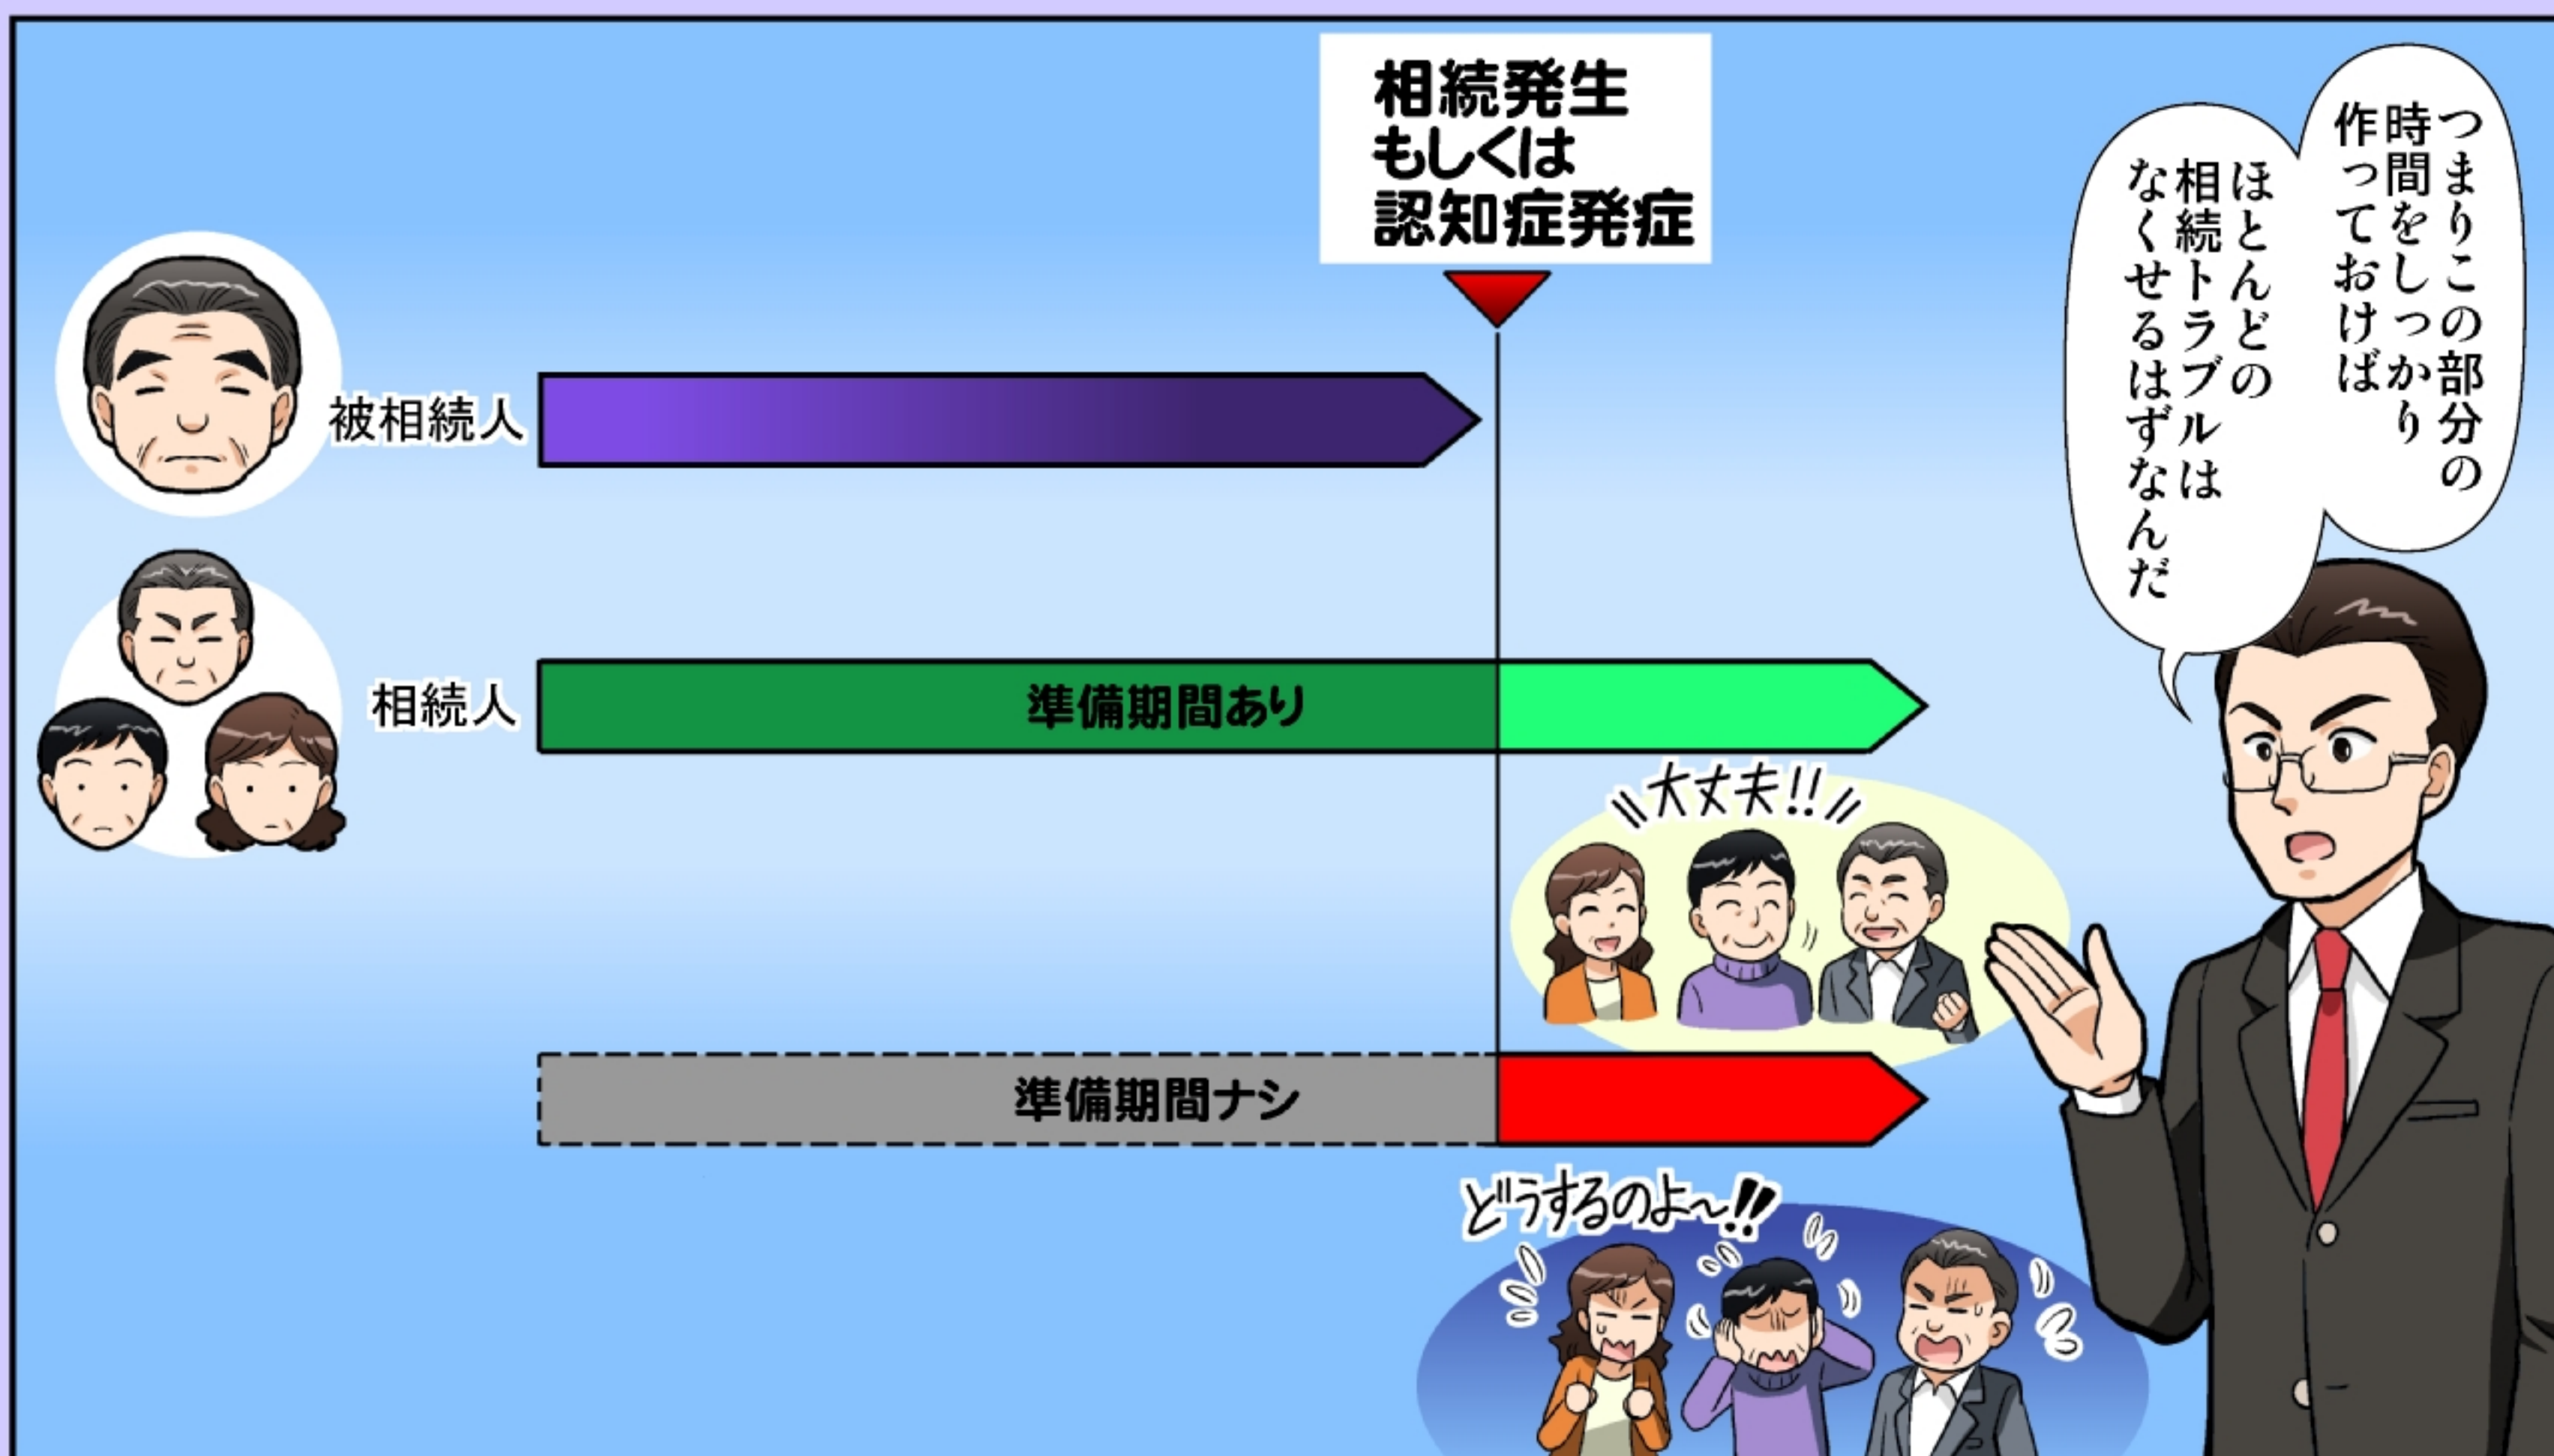 相続発生
もしくは
認知症発症
つまりこの部分の
時間をしっかり
作っておけば
ほとんどの
相続トラブルは
なくせるはずなんだ
被相続人
相続人
準備期間あり
大丈夫!!
準備期間ナシ
どうするのよ〜!!